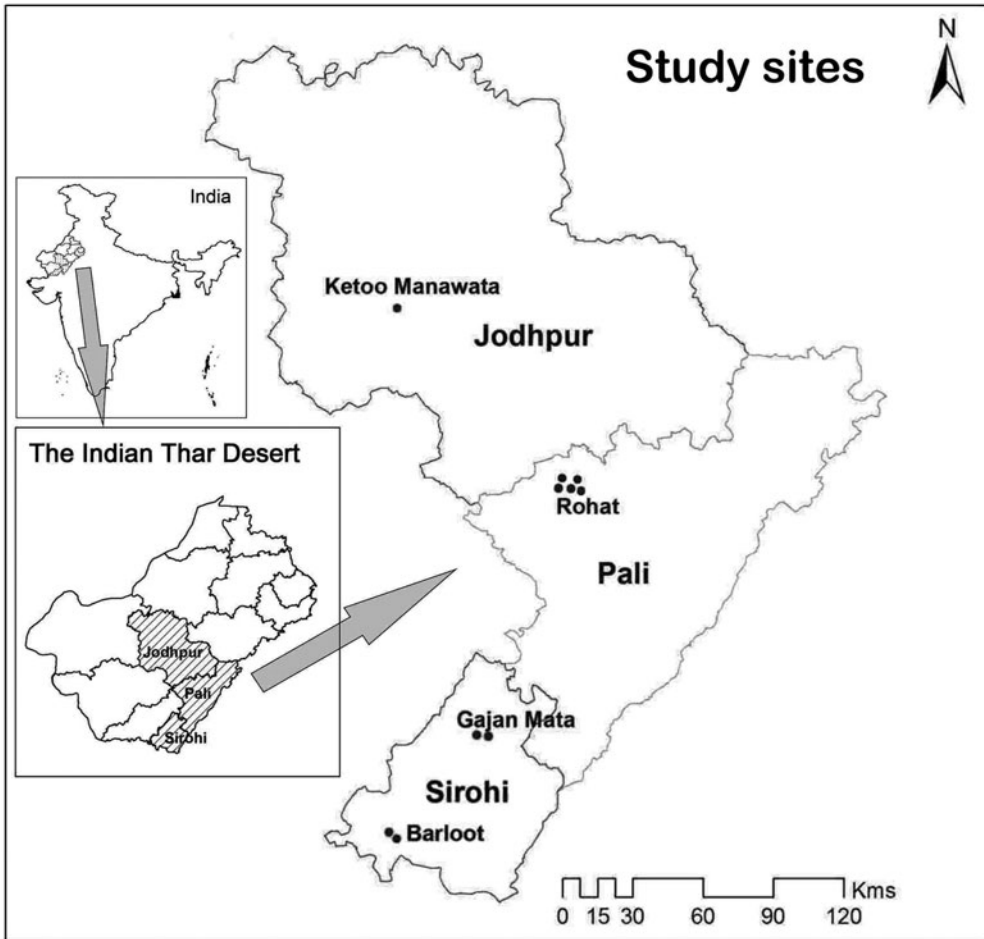 Study sites
N
India
Ketoo Manawata
Jodhpur
The Indian Thar Desert
Rohat
Pali
Jodhpur
Pali
Sirohi
Gajan Mata
Sirohi
Barloot
Kms
0 15 30 60 90 120